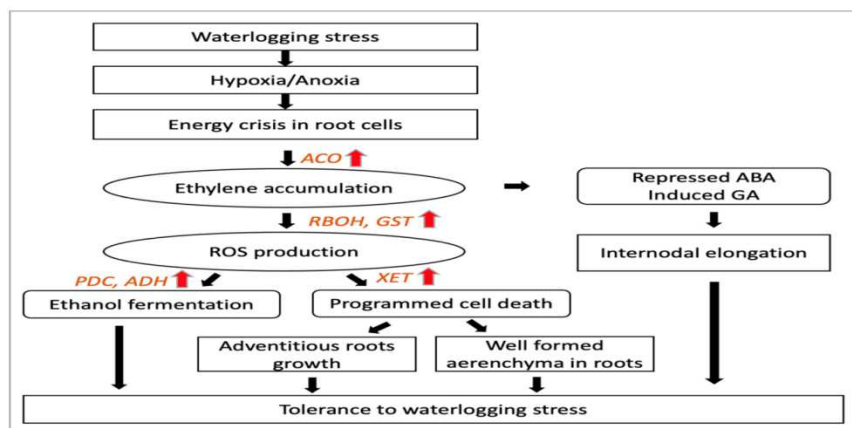 Waterlogging stress
Hypoxia/Anoxia
Energy crisis in root cells
ACO
Ethylene accumulation
Repressed ABA
Induced GA
RBOH, GST
ROS production
Internodal elongation
PDC, ADH
XET
Ethanol fermentation
Programmed cell death
Adventitious roots
growth
Well formed
aerenchyma in roots
Tolerance to waterlogging stress